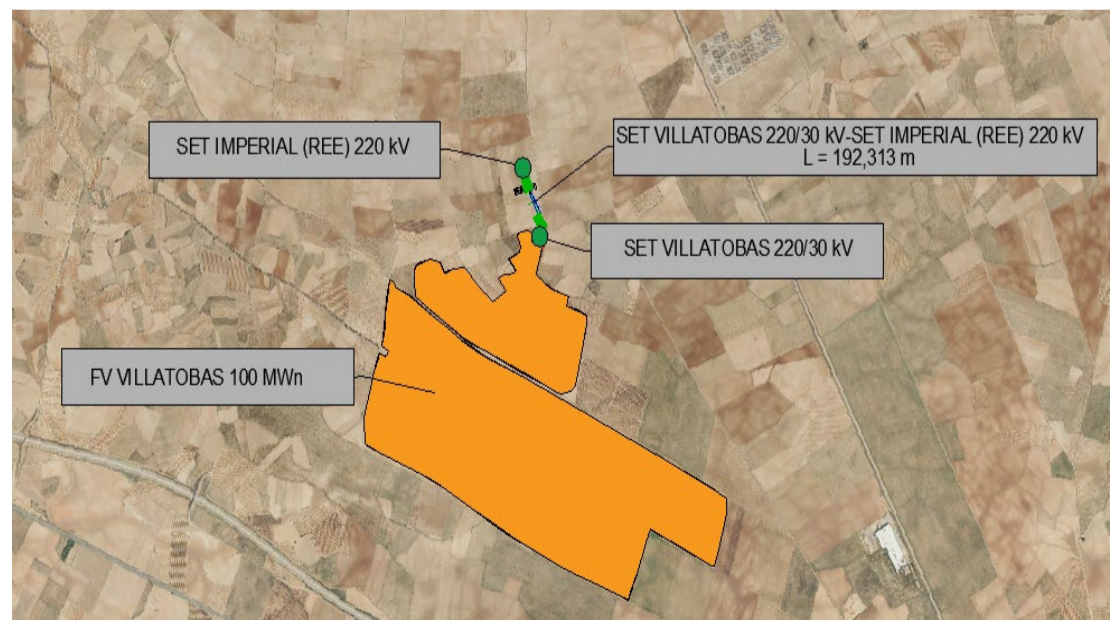 SET IMPERIAL (REE) 220 kV
SET VILLATOBAS 220/30 kV-SET IMPERIAL (REE) 220 kV
L = 192,313 m
SET VILLATOBAS 220/30 kV
FV VILLATOBAS 100 MWn